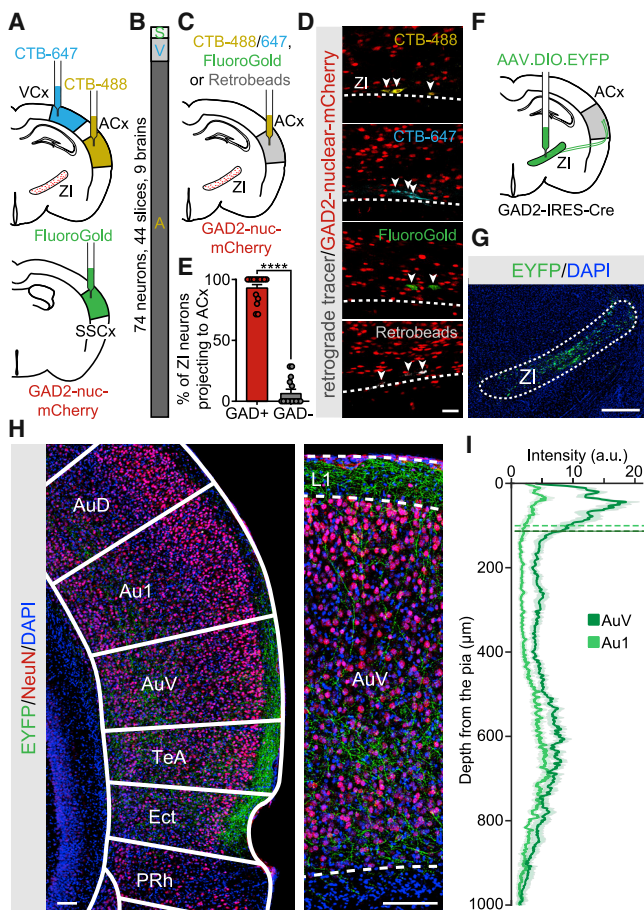 A
CTB-647
VCx
CTB-488
ACx
ZI
FluoroGold
SSCx
GAD2-nuc-
mCherry
B
S
V
A
74 neurons, 44 slices, 9 brains
C
CTB-488/647,
FluoroGold
or Retrobeads
ACx
ZI
GAD2-nuc-
mCherry
D
retrograde tracer/GAD2-nuclear-mCherry
CTB-488
ZI
CTB-647
FluoroGold
Retrobeads
E
% of ZI neurons
projecting to ACx
****
100
50
0
GAD+ GAD-
F
AAV.DIO.EYFP
ACx
ZI
GAD2-IRES-Cre
G
EYFP/DAPI
ZI
H
EYFP/NeuN/DAPI
AuD
Au1
AuV
TeA
Ect
PRh
L1
AuV
I
Intensity (a.u.)
0 10 20
Depth from the pia (µm)
0
200
400
600
800
1000
AuV
Au1